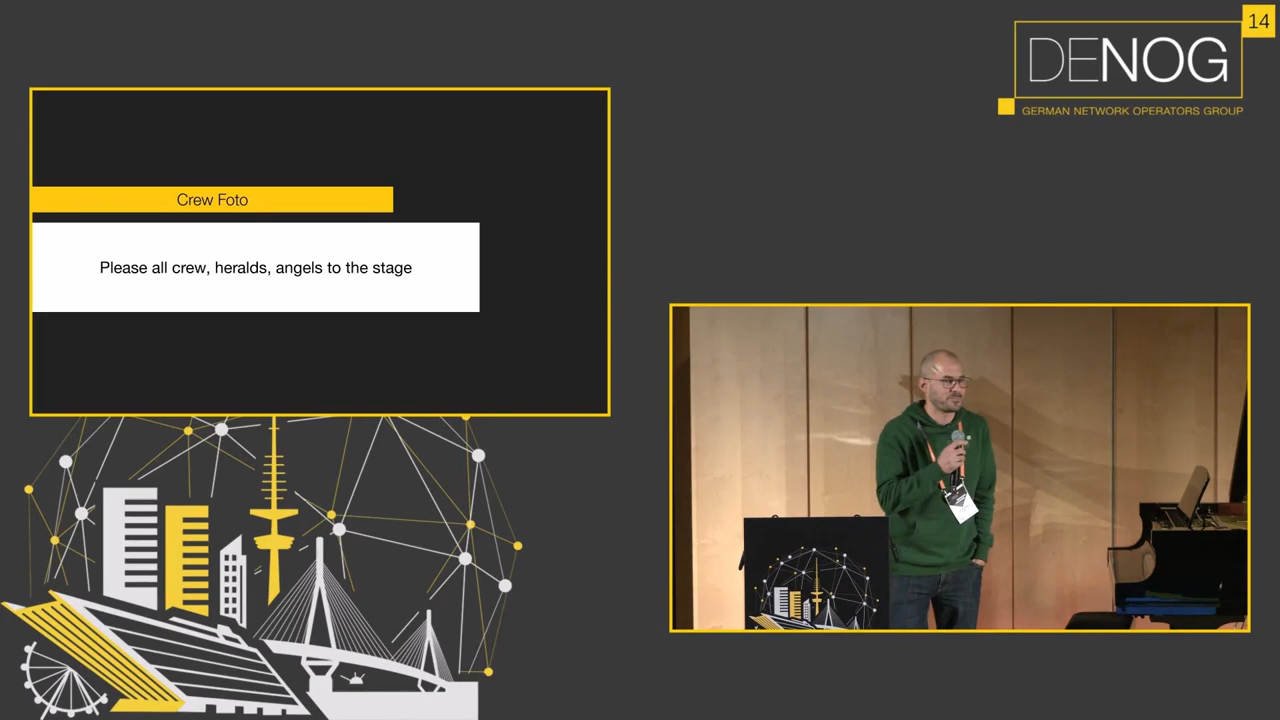 14
DENOG
GERMAN NETWORK OPERATORS GROUP
Crew Foto
Please all crew, heralds, angels to the stage